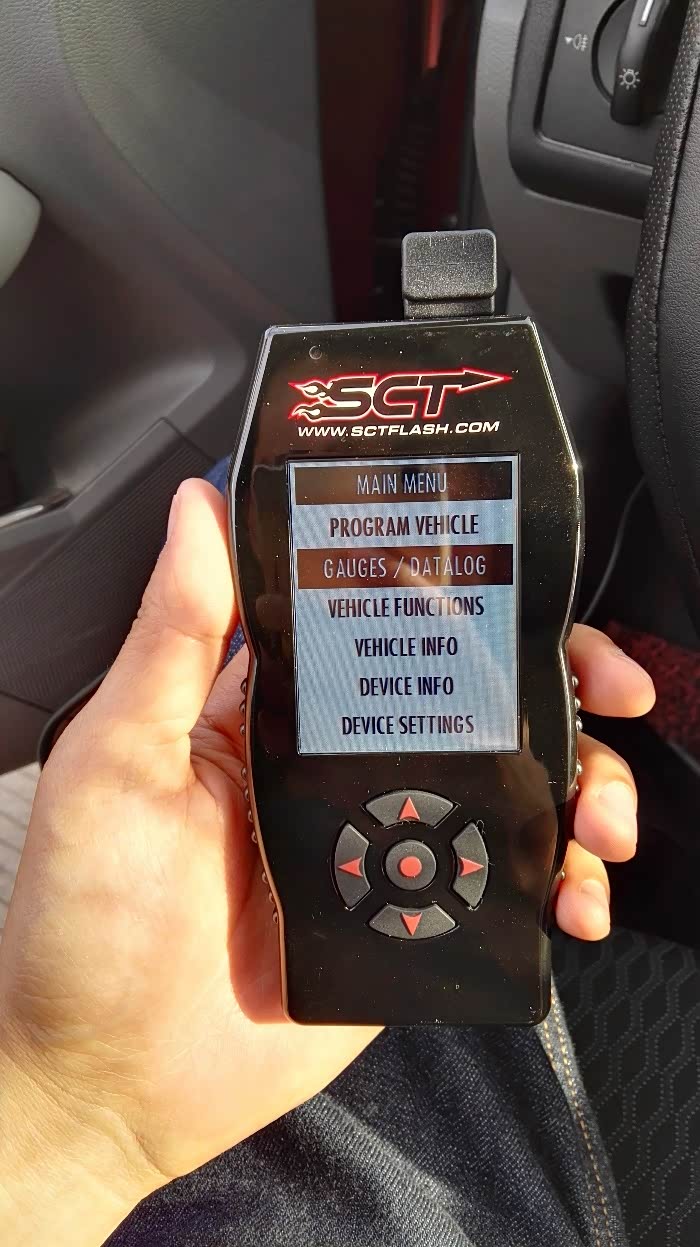 SCT
WWW.SCTFLASH.COM
MAIN MENU
PROGRAM VEHICLE
GAUGES / DATALOG
VEHICLE FUNCTIONS
VEHICLE INFO
DEVICE INFO
DEVICE SETTINGS